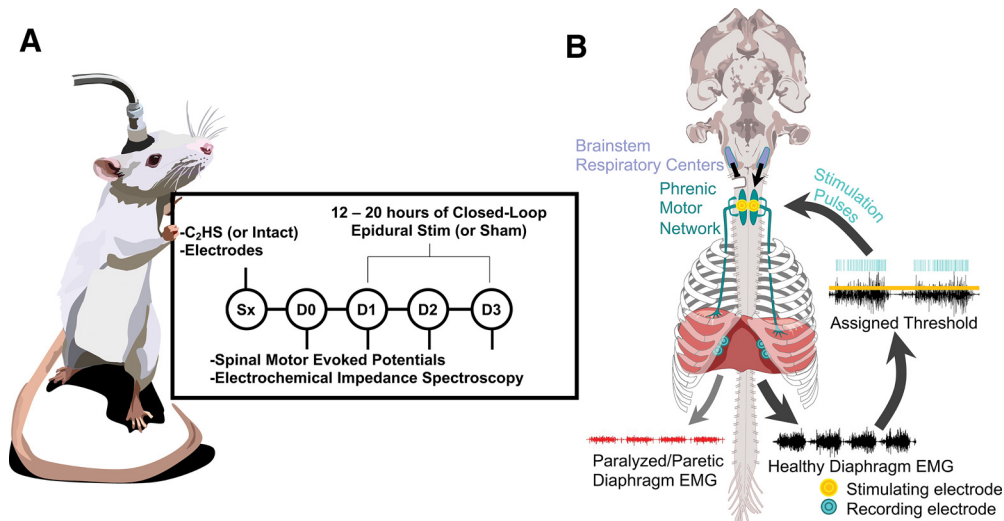 A
-C₂HS (or Intact)
-Electrodes
12 – 20 hours of Closed-Loop
Epidural Stim (or Sham)
Sx
D0
D1
D2
D3
-Spinal Motor Evoked Potentials
-Electrochemical Impedance Spectroscopy
B
Brainstem
Respiratory Centers
Phrenic
Motor
Network
Stimulation
Pulses
Assigned Threshold
Paralyzed/Paretic
Diaphragm EMG
Healthy Diaphragm EMG
Stimulating electrode
Recording electrode